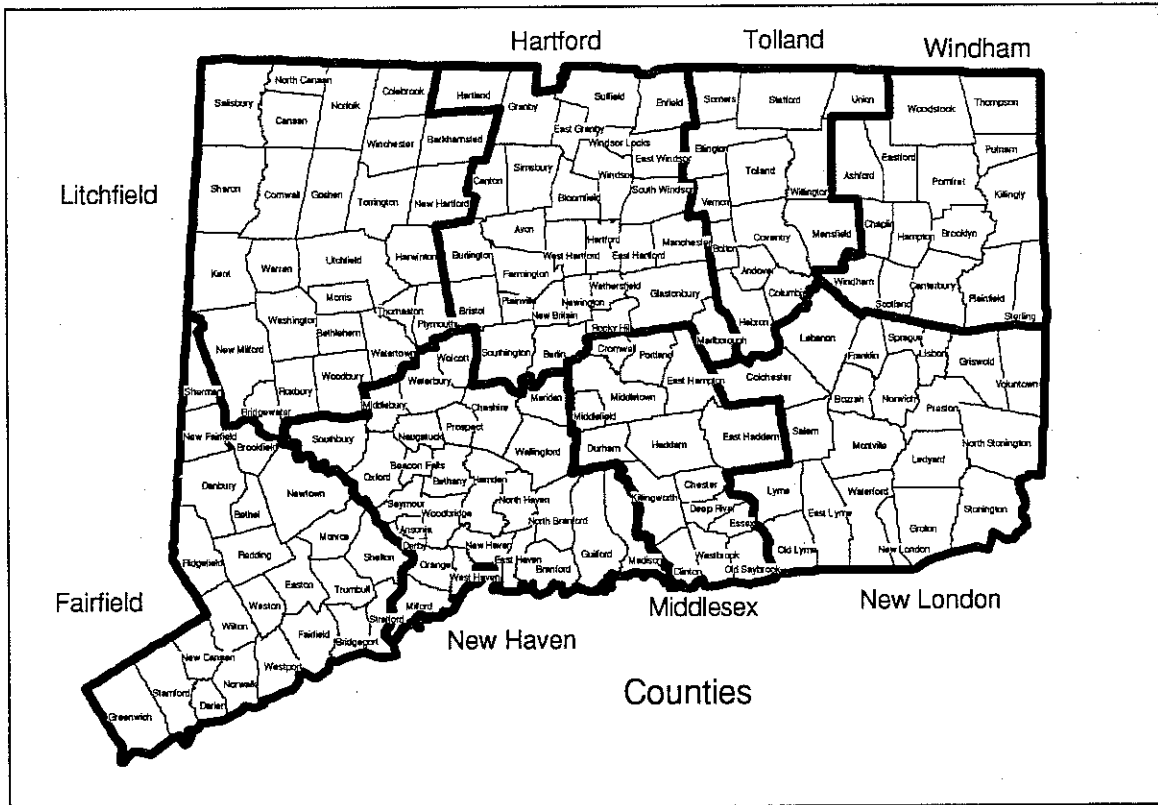 Hartford
Tolland
Windham
Litchfield
Fairfield
New Haven
Middlesex
New London
Counties
Salisbury
North Canaan
Canaan
Norfolk
Colebrook
Hartland
Granby
Suffield
Enfield
Somers
Stafford
Union
Woodstock
Thompson
East Granby
Winchester
Barkhamsted
Windsor Locks
East Windsor
Ellington
Eastford
Putnam
Simsbury
Windsor
Tolland
Ashford
Pomfret
Killingly
Sharon
Cornwall
Goshen
Torrington
New Hartford
Canton
Bloomfield
South Windsor
Vernon
Willington
Avon
Hartford
Manchester
Bolton
Coventry
Mansfield
Chaplin
Hampton
Brooklyn
Kent
Warren
Litchfield
Harwinton
Burlington
Farmington
West Hartford
East Hartford
Andover
Columbia
Windham
Scotland
Canterbury
Plainfield
Sterling
Morris
Thomaston
Plymouth
Bristol
Plainville
New Britain
Newington
Wethersfield
Glastonbury
Hebron
Washington
Bethlehem
Watertown
Rocky Hill
Marlborough
Lebanon
Franklin
Sprague
Lisbon
Griswold
Voluntown
New Milford
Roxbury
Woodbury
Wolcott
Southington
Berlin
Cromwell
Portland
East Hampton
Colchester
Sherman
Bridgewater
Middlebury
Waterbury
Cheshire
Meriden
Middletown
Middlefield
Bozrah
Norwich
Preston
New Fairfield
Brookfield
Southbury
Naugatuck
Prospect
Wallingford
Durham
Haddam
East Haddam
Salem
Montville
Ledyard
North Stonington
Danbury
Bethel
Newtown
Oxford
Beacon Falls
Bethany
Hamden
North Haven
Killingworth
Chester
Deep River
Essex
Lyme
East Lyme
Waterford
Groton
Stonington
Ridgefield
Redding
Monroe
Seymour
Ansonia
Derby
Woodbridge
New Haven
North Branford
Guilford
Madison
Clinton
Westbrook
Old Saybrook
Old Lyme
New London
Easton
Shelton
Orange
West Haven
East Haven
Branford
Wilton
Weston
Trumbull
Stratford
Milford
New Canaan
Westport
Fairfield
Bridgeport
Greenwich
Stamford
Darien
Norwalk